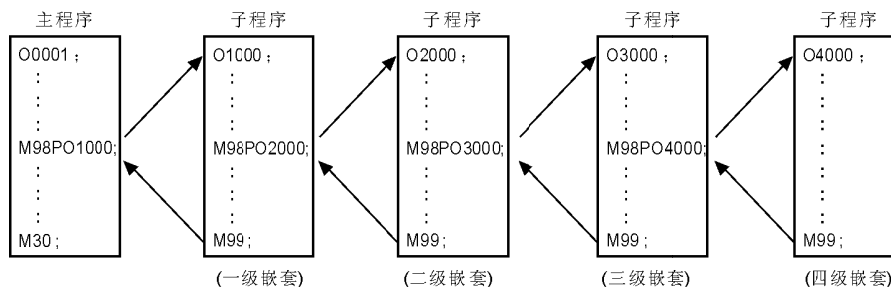 主程序
O0001；
M98PO1000;
M30；
子程序
O1000；
M98PO2000;
M99；
(一级嵌套)
子程序
O2000；
M98PO3000;
M99；
(二级嵌套)
子程序
O3000；
M98PO4000;
M99；
(三级嵌套)
子程序
O4000；
M99；
(四级嵌套)